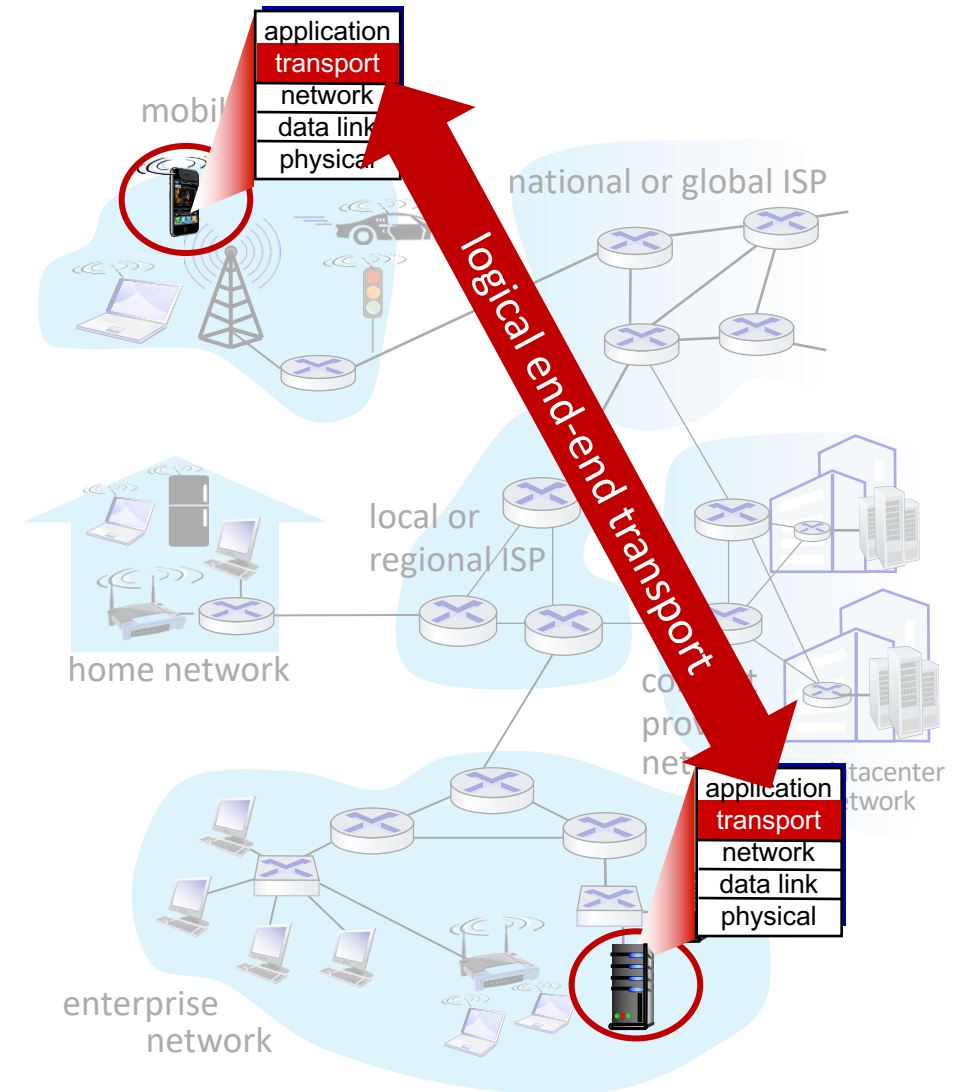 application
transport
network
data link
physical
national or global ISP
logical end-end transport
local or
regional ISP
home network
application
transport
network
network
data link
physical
enterprise
network